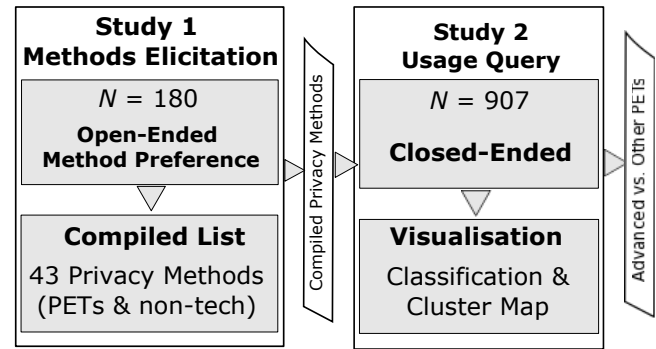 Study 1
Methods Elicitation
N = 180
Open-Ended
Method Preference
Compiled List
43 Privacy Methods
(PETs & non-tech)
Compiled Privacy Methods
Study 2
Usage Query
N = 907
Closed-Ended
Visualisation
Classification &
Cluster Map
Advanced vs. Other PETs